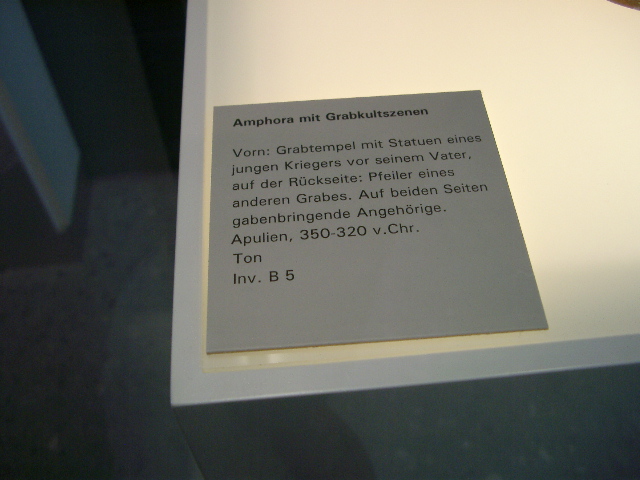 Amphora mit Grabkultszenen
Vorn: Grabtempel mit Statuen eines
jungen Kriegers vor seinem Vater,
auf der Rückseite: Pfeiler eines
anderen Grabes. Auf beiden Seiten
gabenbringende Angehörige.
Apulien, 350-320 v.Chr.
Ton
Inv. B 5